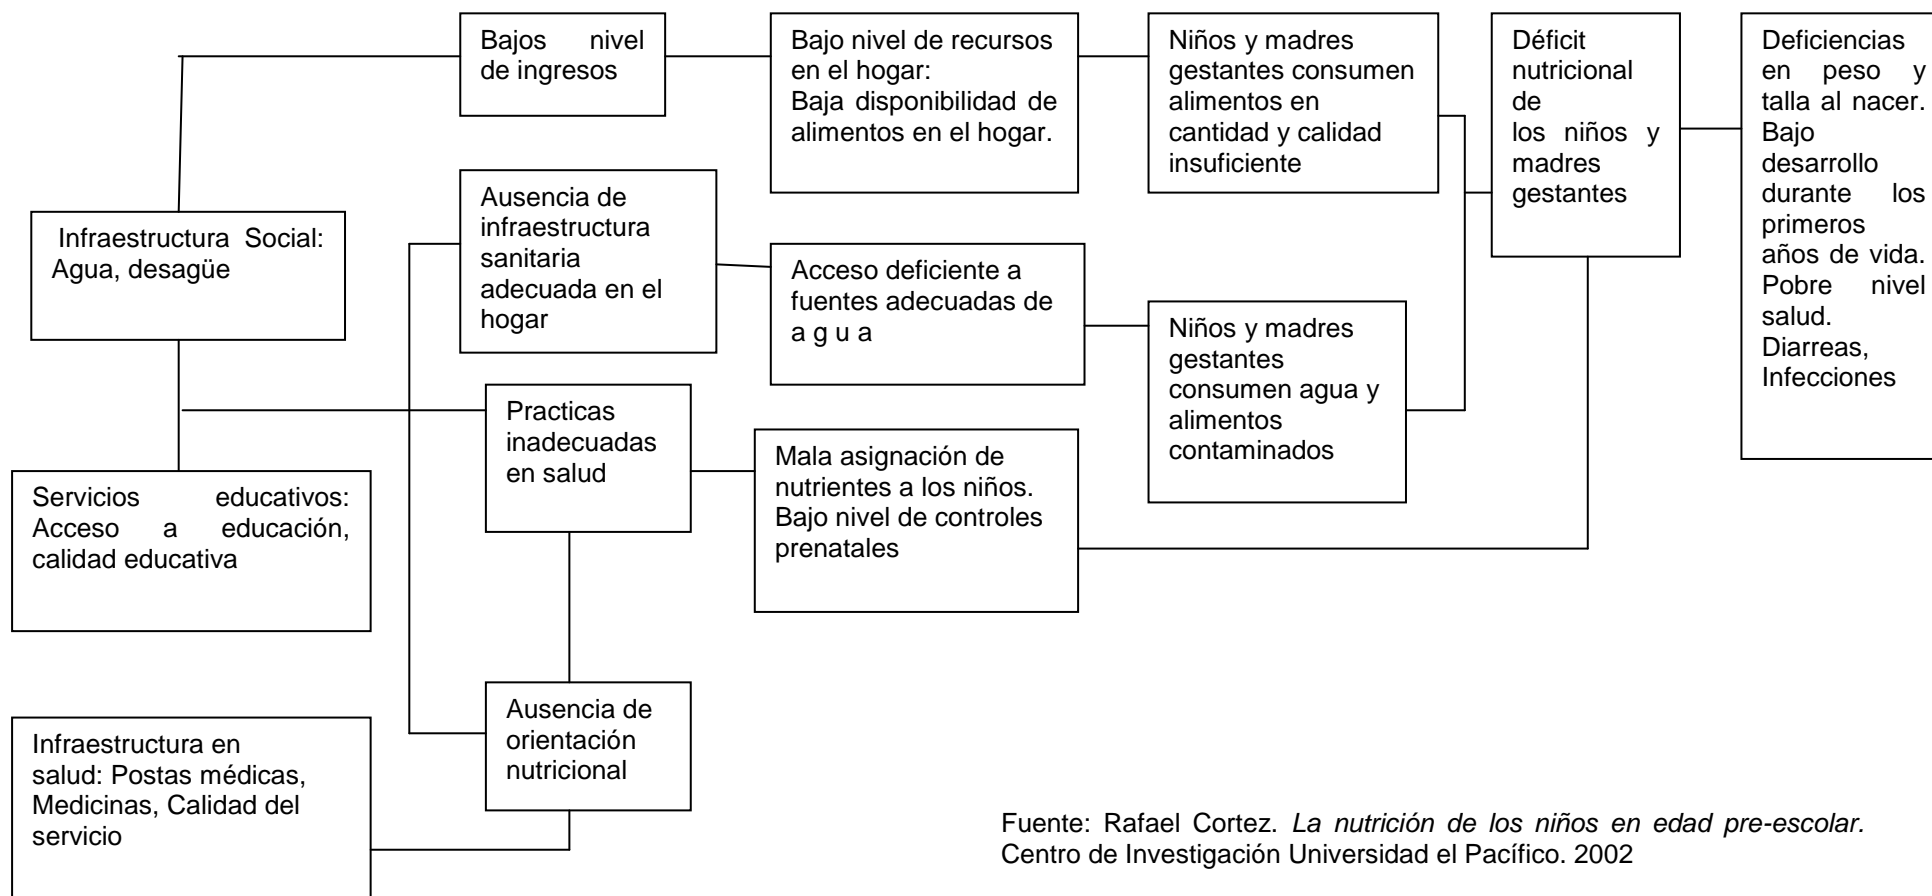 Bajos nivel
de ingresos
Bajo nivel de recursos
en el hogar:
Baja disponibilidad de
alimentos en el hogar.
Niños y madres
gestantes consumen
alimentos en
cantidad y calidad
insuficiente
Déficit
nutricional
de
los niños y
madres
gestantes
Deficiencias
en peso y
talla al nacer.
Bajo
desarrollo
durante los
primeros
años de vida.
Pobre nivel
salud.
Diarreas,
Infecciones
Infraestructura Social:
Agua, desagüe
Ausencia de
infraestructura
sanitaria
adecuada en el
hogar
Acceso deficiente a
fuentes adecuadas de
a g u a
Niños y madres
gestantes
consumen agua y
alimentos
contaminados
Practicas
inadecuadas
en salud
Mala asignación de
nutrientes a los niños.
Bajo nivel de controles
prenatales
Servicios educativos:
Acceso a educación,
calidad educativa
Ausencia de
orientación
nutricional
Infraestructura en
salud: Postas médicas,
Medicinas, Calidad del
servicio
Fuente: Rafael Cortez. La nutrición de los niños en edad pre-escolar.
Centro de Investigación Universidad el Pacífico. 2002